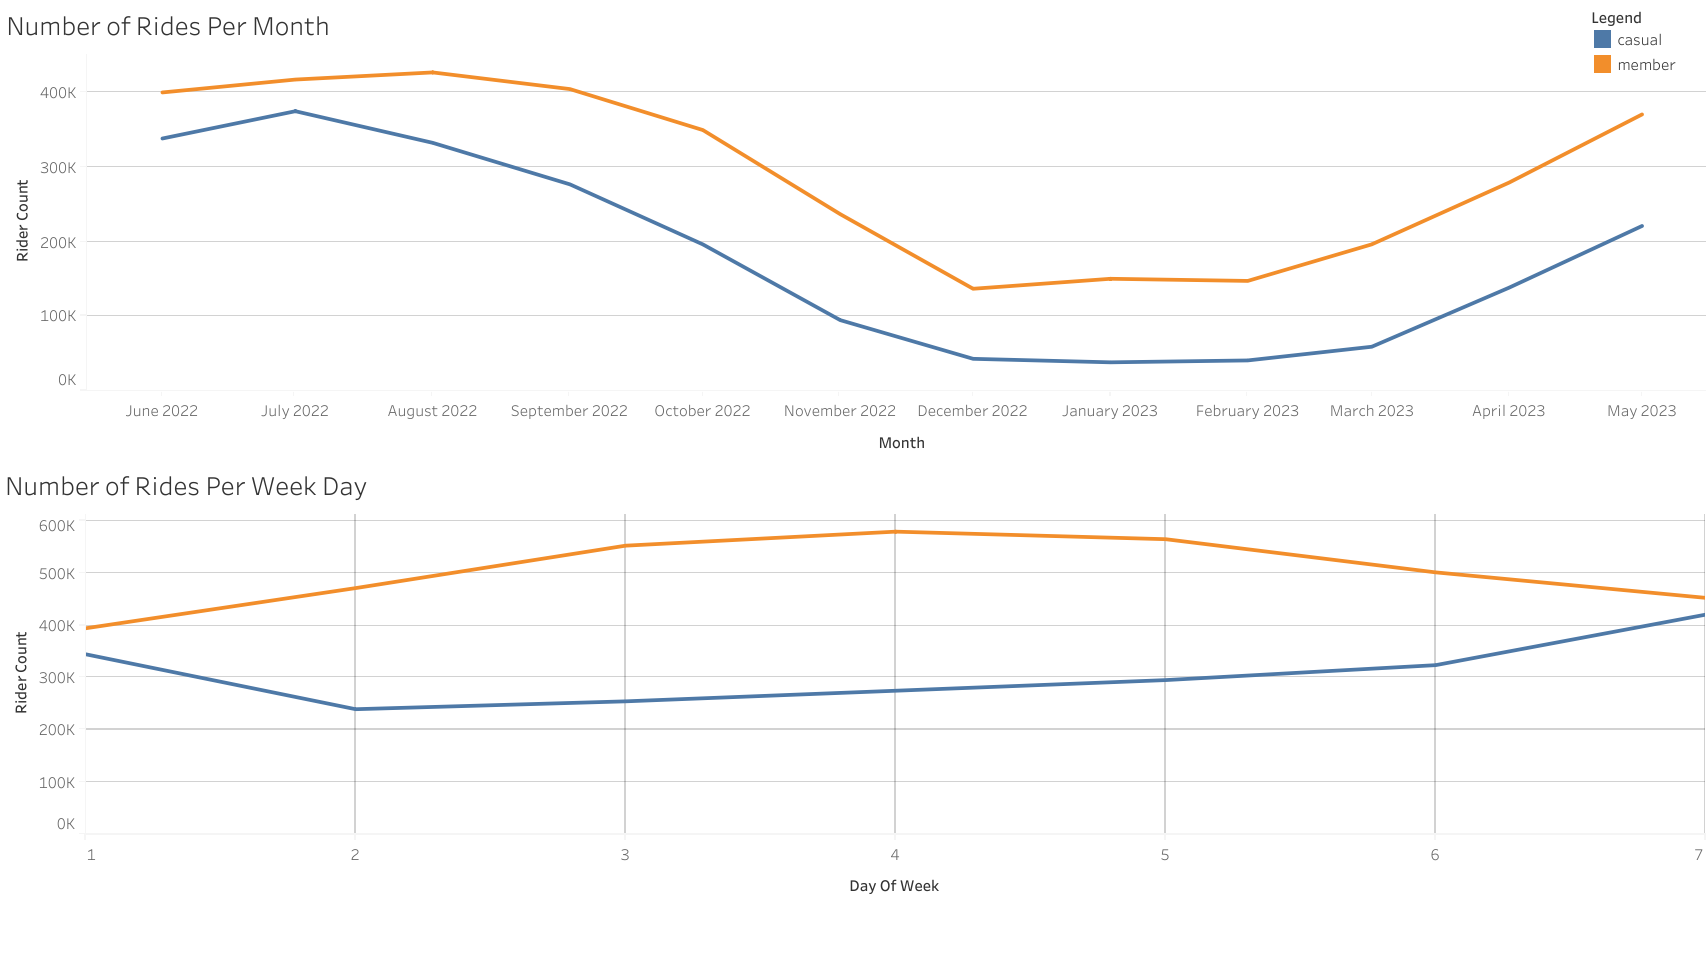 Number of Rides Per Month
Legend
casual
member
400K
300K
200K
100K
0K
Rider Count
June 2022 July 2022 August 2022 September 2022 October 2022 November 2022 December 2022 January 2023 February 2023 March 2023 April 2023 May 2023
Month
Number of Rides Per Week Day
600K
500K
400K
300K
200K
100K
0K
Rider Count
1 2 3 4 5 6 7
Day Of Week